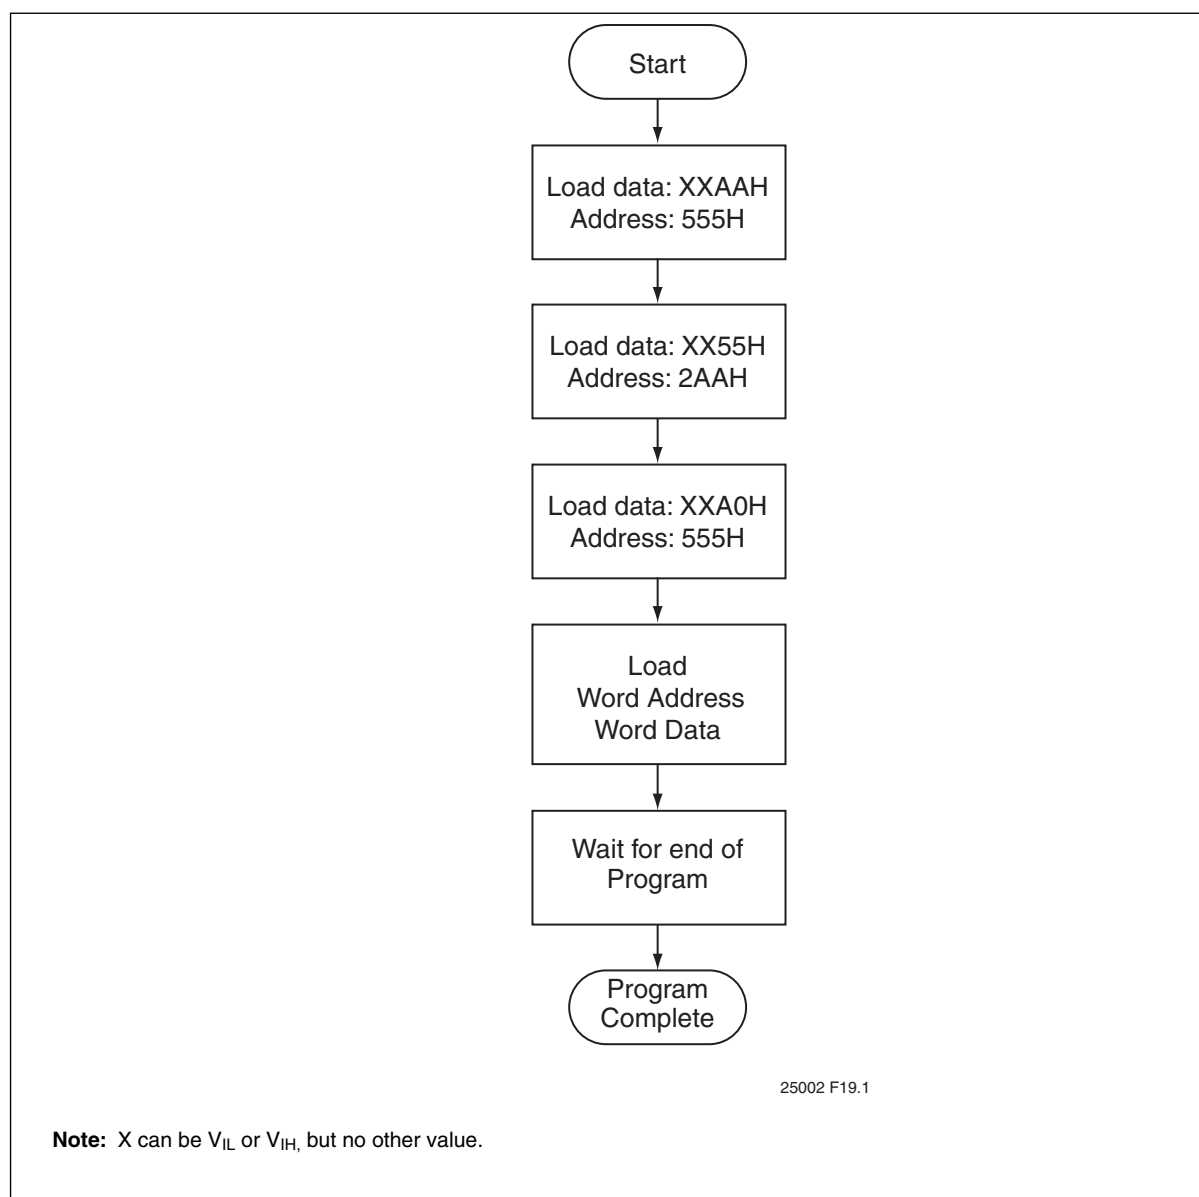 Start
Load data: XXAAH
Address: 555H
Load data: XX55H
Address: 2AAH
Load data: XXA0H
Address: 555H
Load
Word Address
Word Data
Wait for end of
Program
Program
Complete
25002 F19.1
Note: X can be VIL or VIH, but no other value.